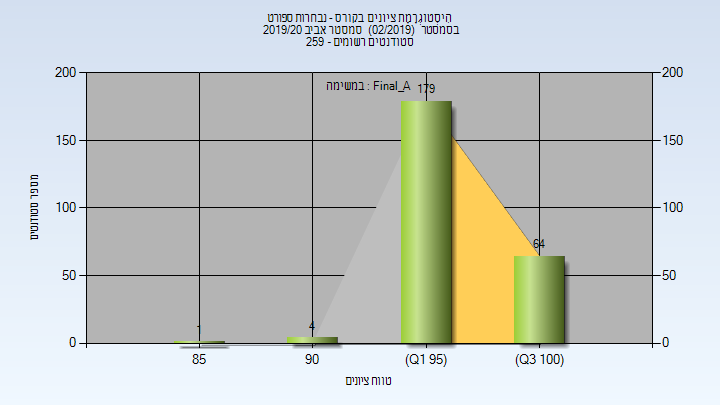 היסטוגרמת ציונים בקורס - נבחרות ספורט
בסמסטר (02/2019) סמסטר אביב 2019/20
סטודנטים רשומים - 259
במשימה : Final_A
200
150
100
50
0
מספר סטודנטים
200
150
100
50
0
1
4
179
64
85
90
(Q1 95)
(Q3 100)
טווח ציונים